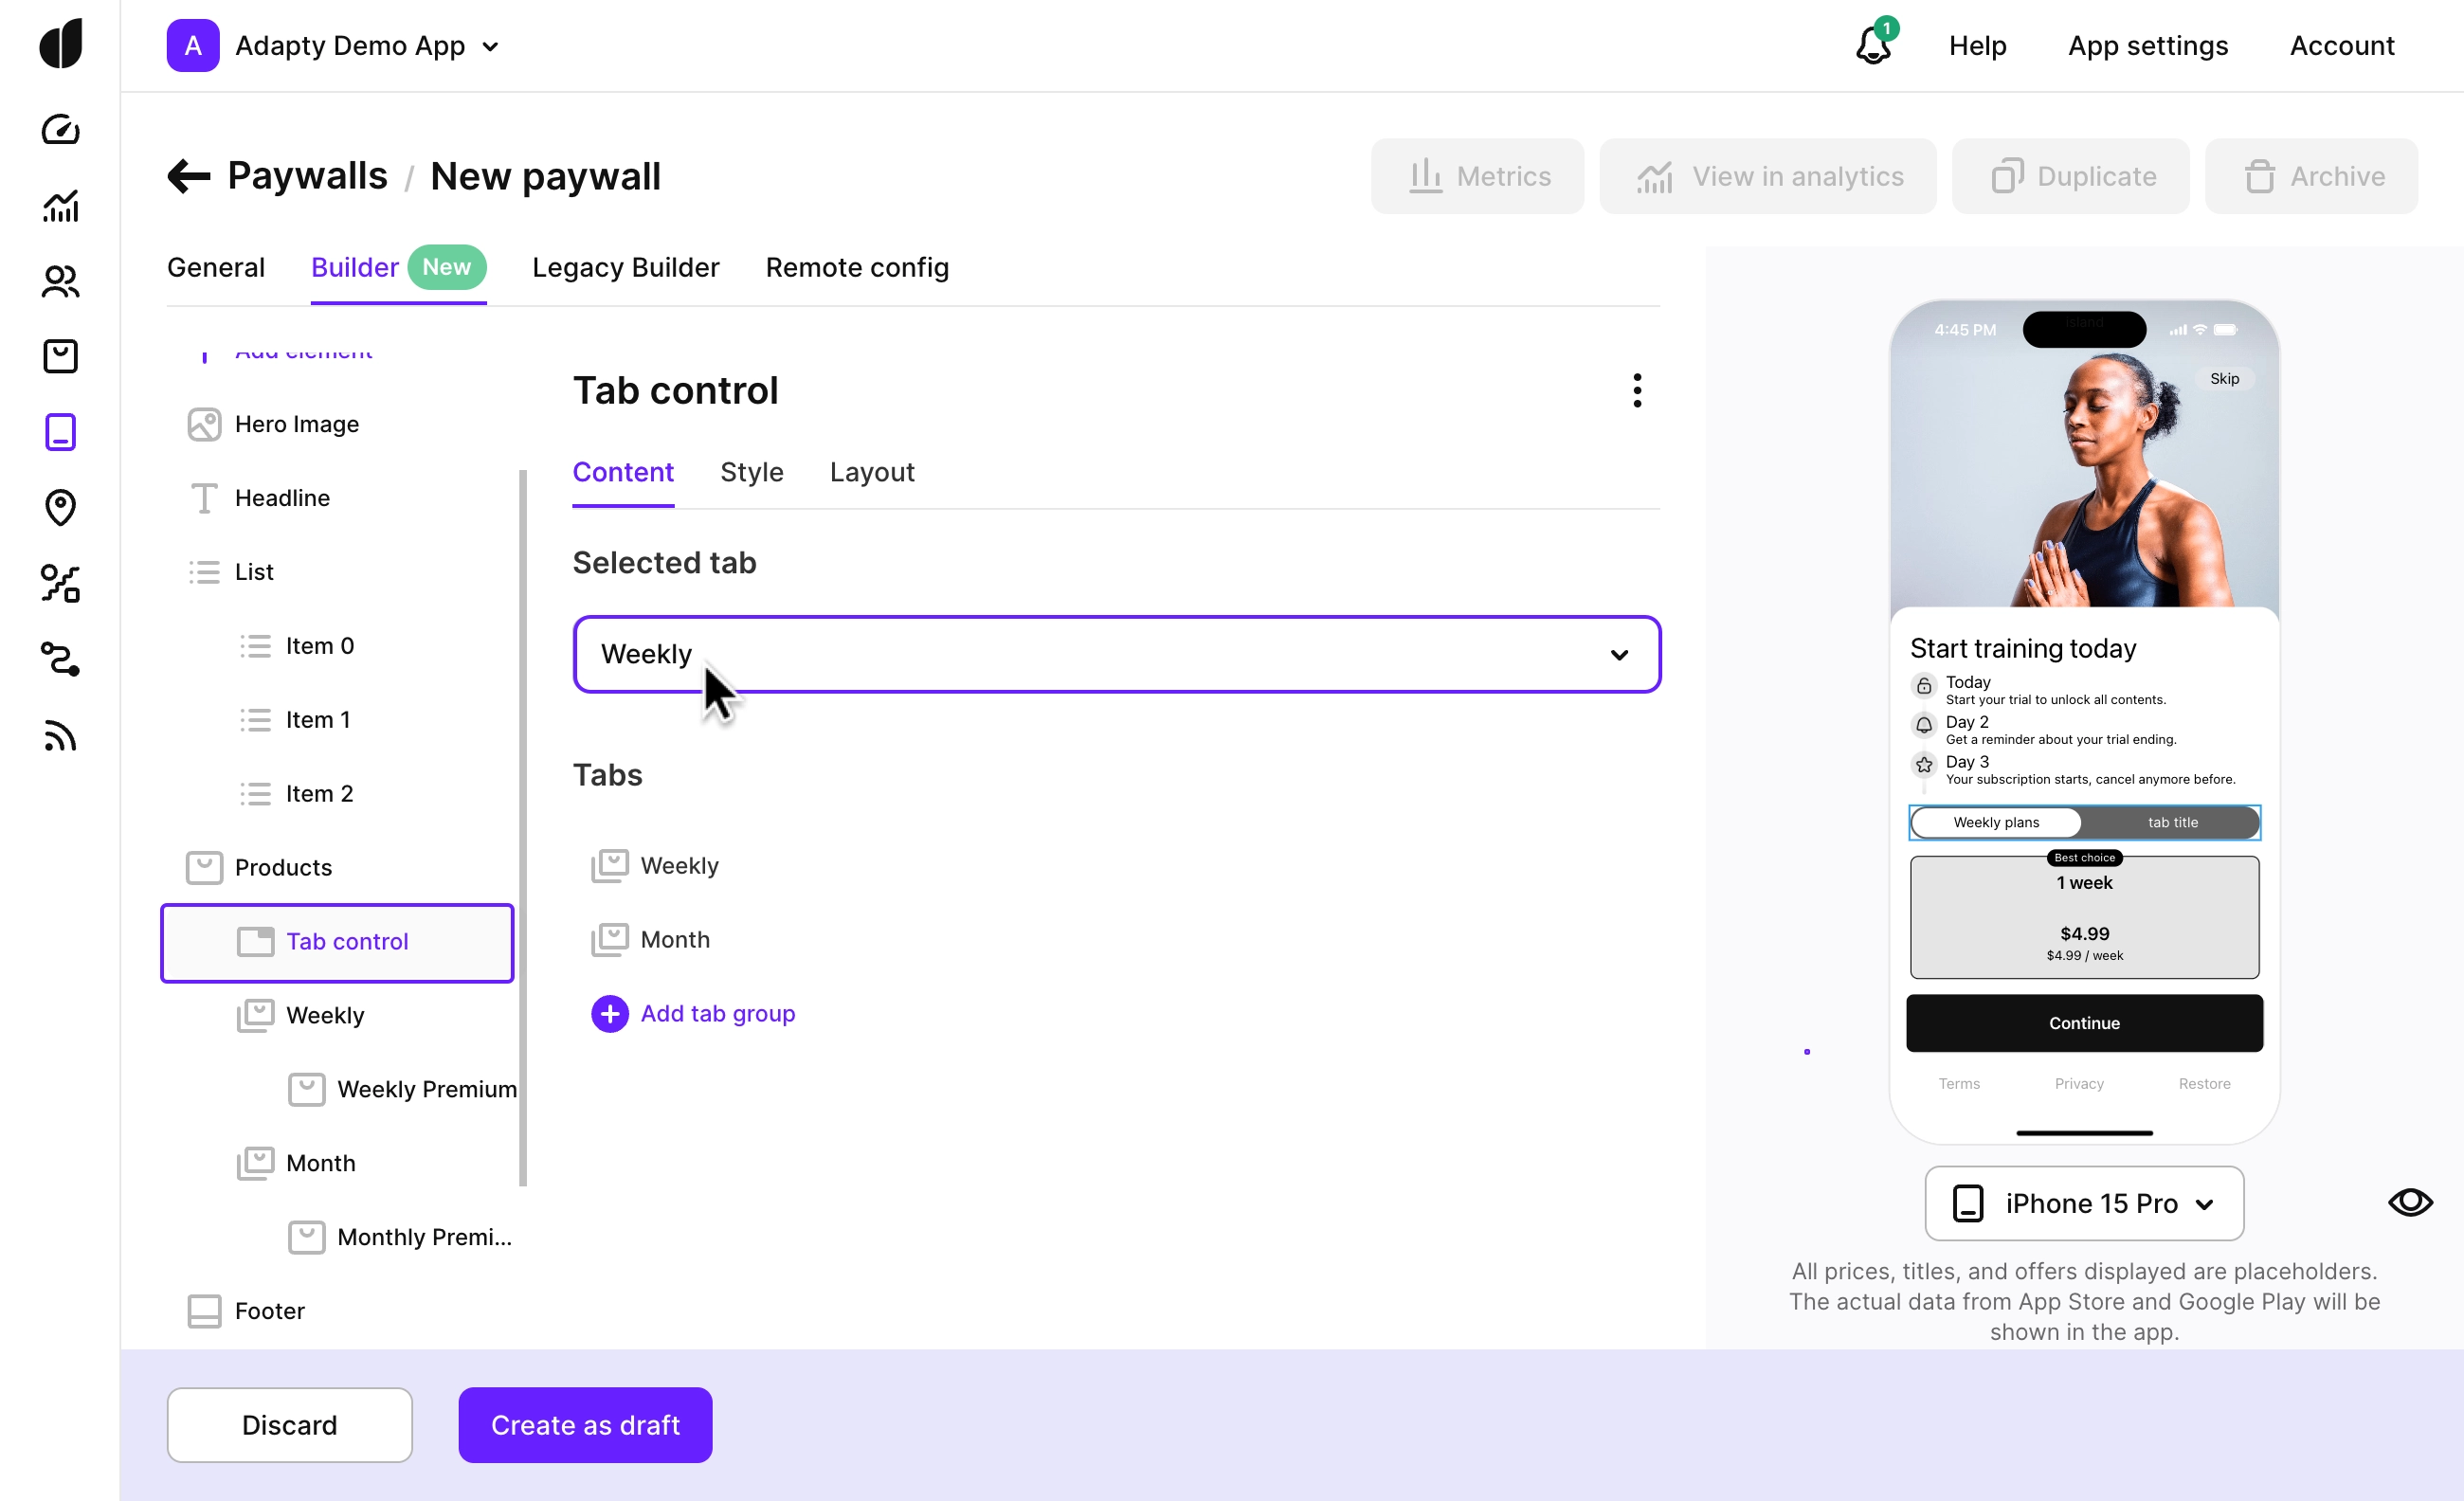 A Adapty Demo App
1
Help
App settings
Account
Paywalls / New paywall
Metrics
View in analytics
Duplicate
Archive
General
Builder New
Legacy Builder
Remote config
Add element
Hero Image
Headline
List
Item 0
Item 1
Item 2
Products
Tab control
Weekly
Weekly Premium
Month
Monthly Premi...
Footer
Tab control
Content
Style
Layout
Selected tab
Weekly
Tabs
Weekly
Month
Add tab group
4:45 PM
island
Skip
Start training today
Today
Start your trial to unlock all contents.
Day 2
Get a reminder about your trial ending.
Day 3
Your subscription starts, cancel anymore before.
Weekly plans
tab title
Best choice
1 week
$4.99
$4.99 / week
Continue
Terms
Privacy
Restore
iPhone 15 Pro
All prices, titles, and offers displayed are placeholders.
The actual data from App Store and Google Play will be
shown in the app.
Discard
Create as draft